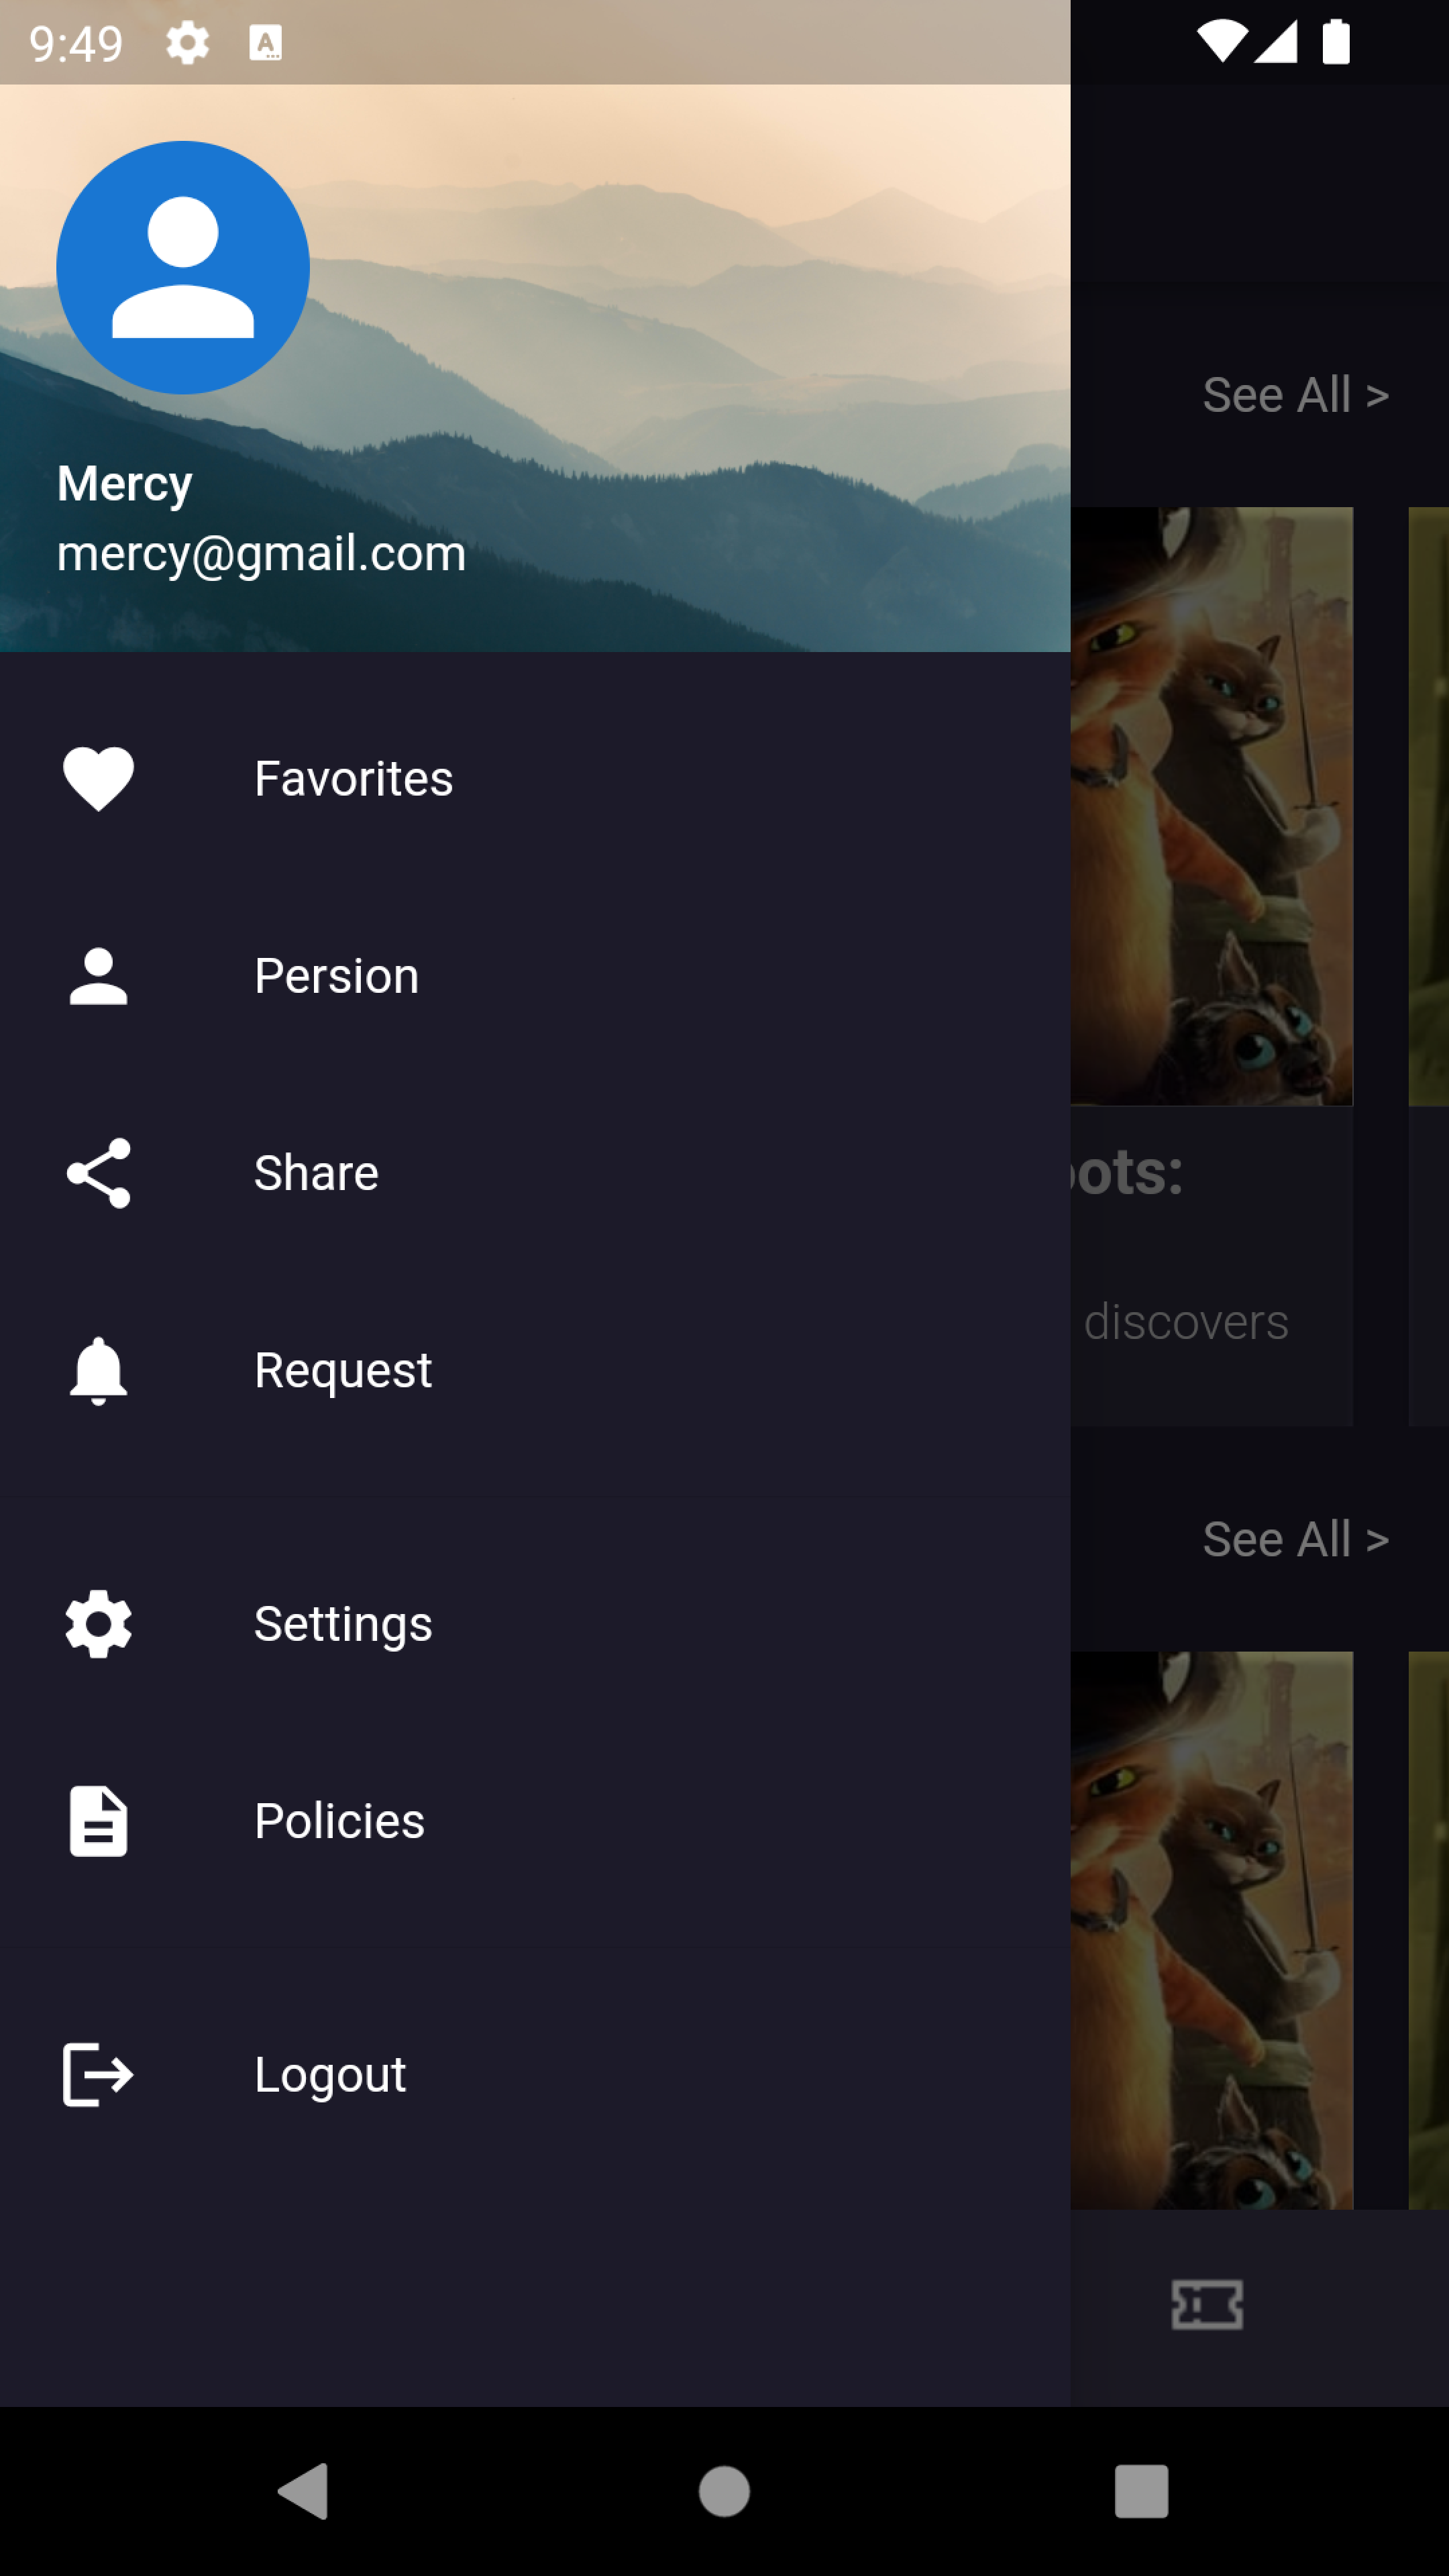 9:49
Mercy
mercy@gmail.com
See All >
Favorites
Persion
Share
ots:
discovers
Request
See All >
Settings
Policies
Logout